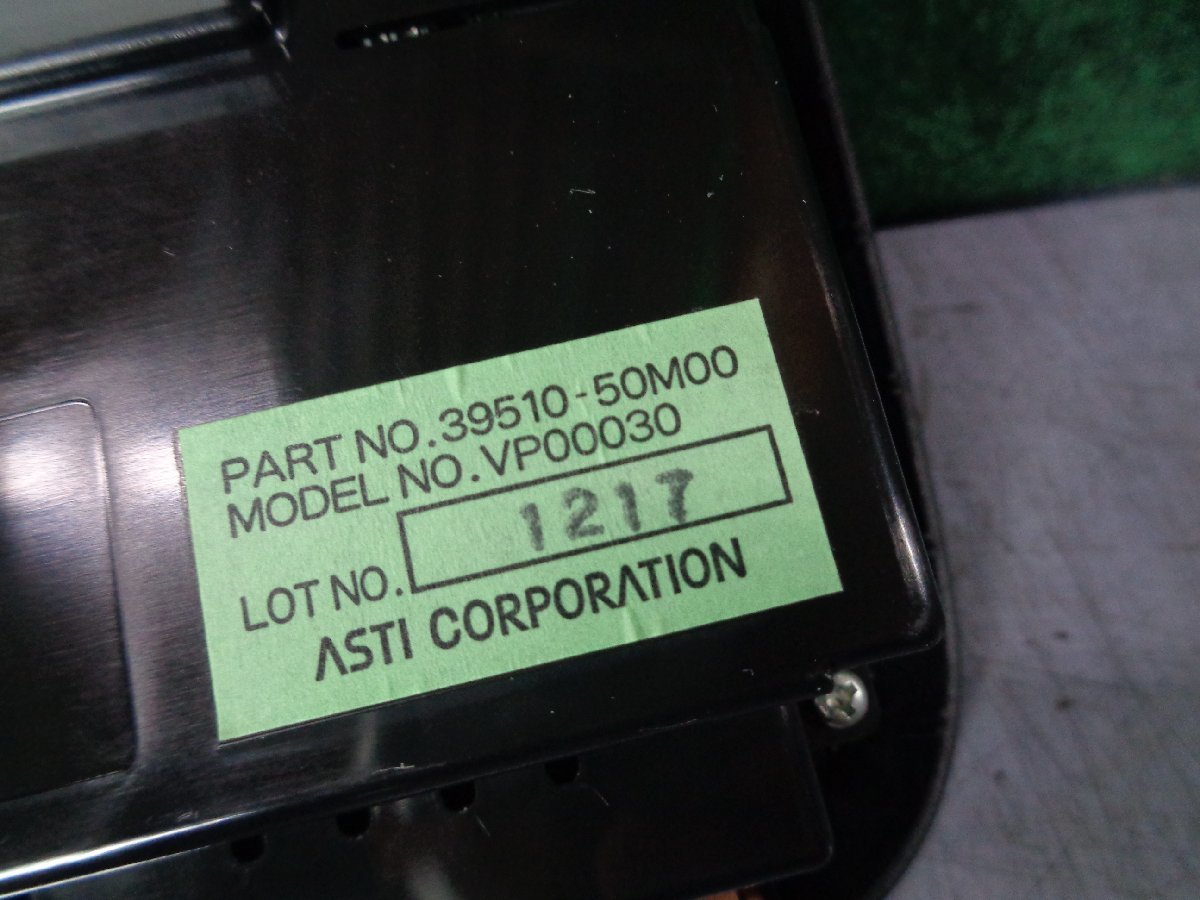 PART NO.39510-50M00
MODEL NO.VP00030
LOT NO. 1217
ASTI CORPORATION